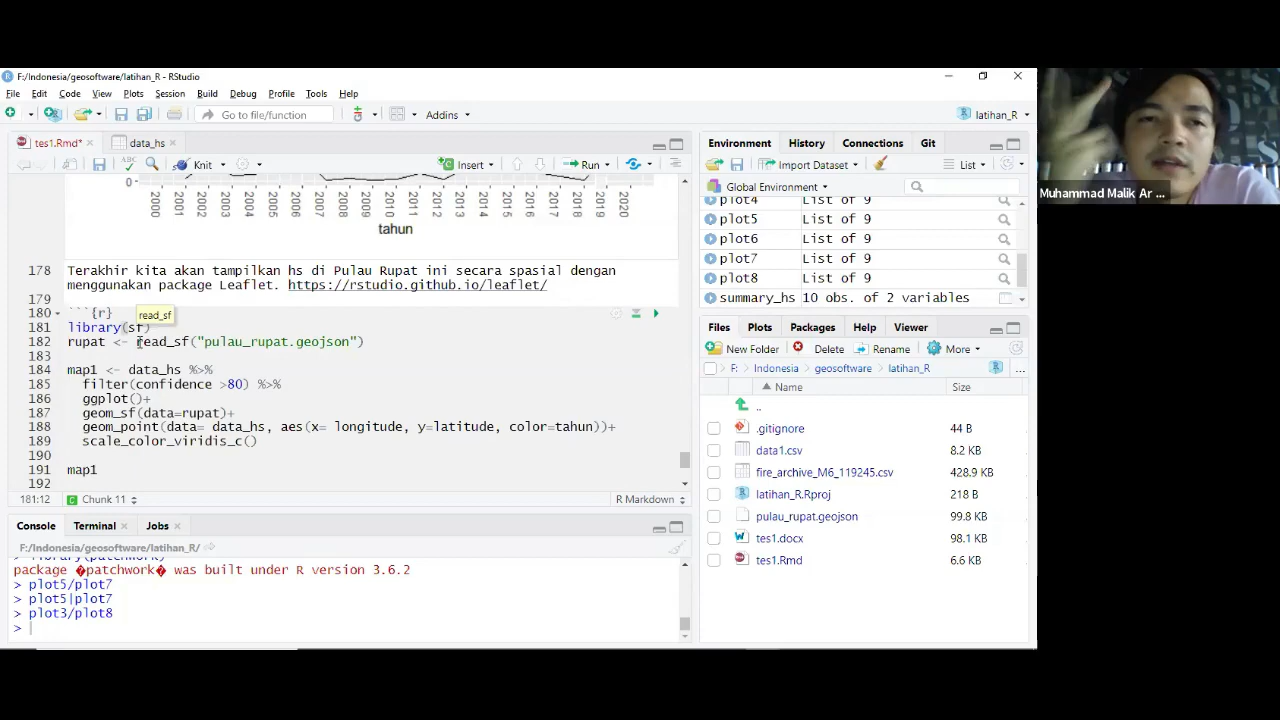 F:/Indonesia/geosoftware/latihan_R - RStudio
File Edit Code View Plots Session Build Debug Profile Tools Help
Go to file/function Addins latihan_R
tes1.Rmd* data_hs
Knit Insert Run
0
2000 2001 2002 2003 2004 2005 2006 2007 2008 2009 2010 2011 2012 2013 2014 2015 2016 2017 2018 2019 2020
tahun
178 Terakhir kita akan tampilkan hs di Pulau Rupat ini secara spasial dengan
menggunakan package Leaflet. https://rstudio.github.io/leaflet/
179
180 ```{r}
read_sf
181 library(sf)
182 rupat <- read_sf("pulau_rupat.geojson")
183
184 map1 <- data_hs %>%
185 filter(confidence >80) %>%
186 ggplot()+
187 geom_sf(data=rupat)+
188 geom_point(data= data_hs, aes(x= longitude, y=latitude, color=tahun))+
189 scale_color_viridis_c()
190
191 map1
192
181:12 Chunk 11 R Markdown
Console Terminal Jobs
F:/Indonesia/geosoftware/latihan_R/
> library(patchwork)
package �patchwork� was built under R version 3.6.2
> plot5/plot7
> plot5|plot7
> plot3/plot8
>
Environment History Connections Git
Import Dataset List
Global Environment
plot4 List of 9
plot5 List of 9
plot6 List of 9
plot7 List of 9
plot8 List of 9
summary_hs 10 obs. of 2 variables
Files Plots Packages Help Viewer
New Folder Delete Rename More
F: Indonesia geosoftware latihan_R ...
Name Size
..
.gitignore 44 B
data1.csv 8.2 KB
fire_archive_M6_119245.csv 428.9 KB
latihan_R.Rproj 218 B
pulau_rupat.geojson 99.8 KB
tes1.docx 98.1 KB
tes1.Rmd 6.6 KB
Muhammad Malik Ar ...